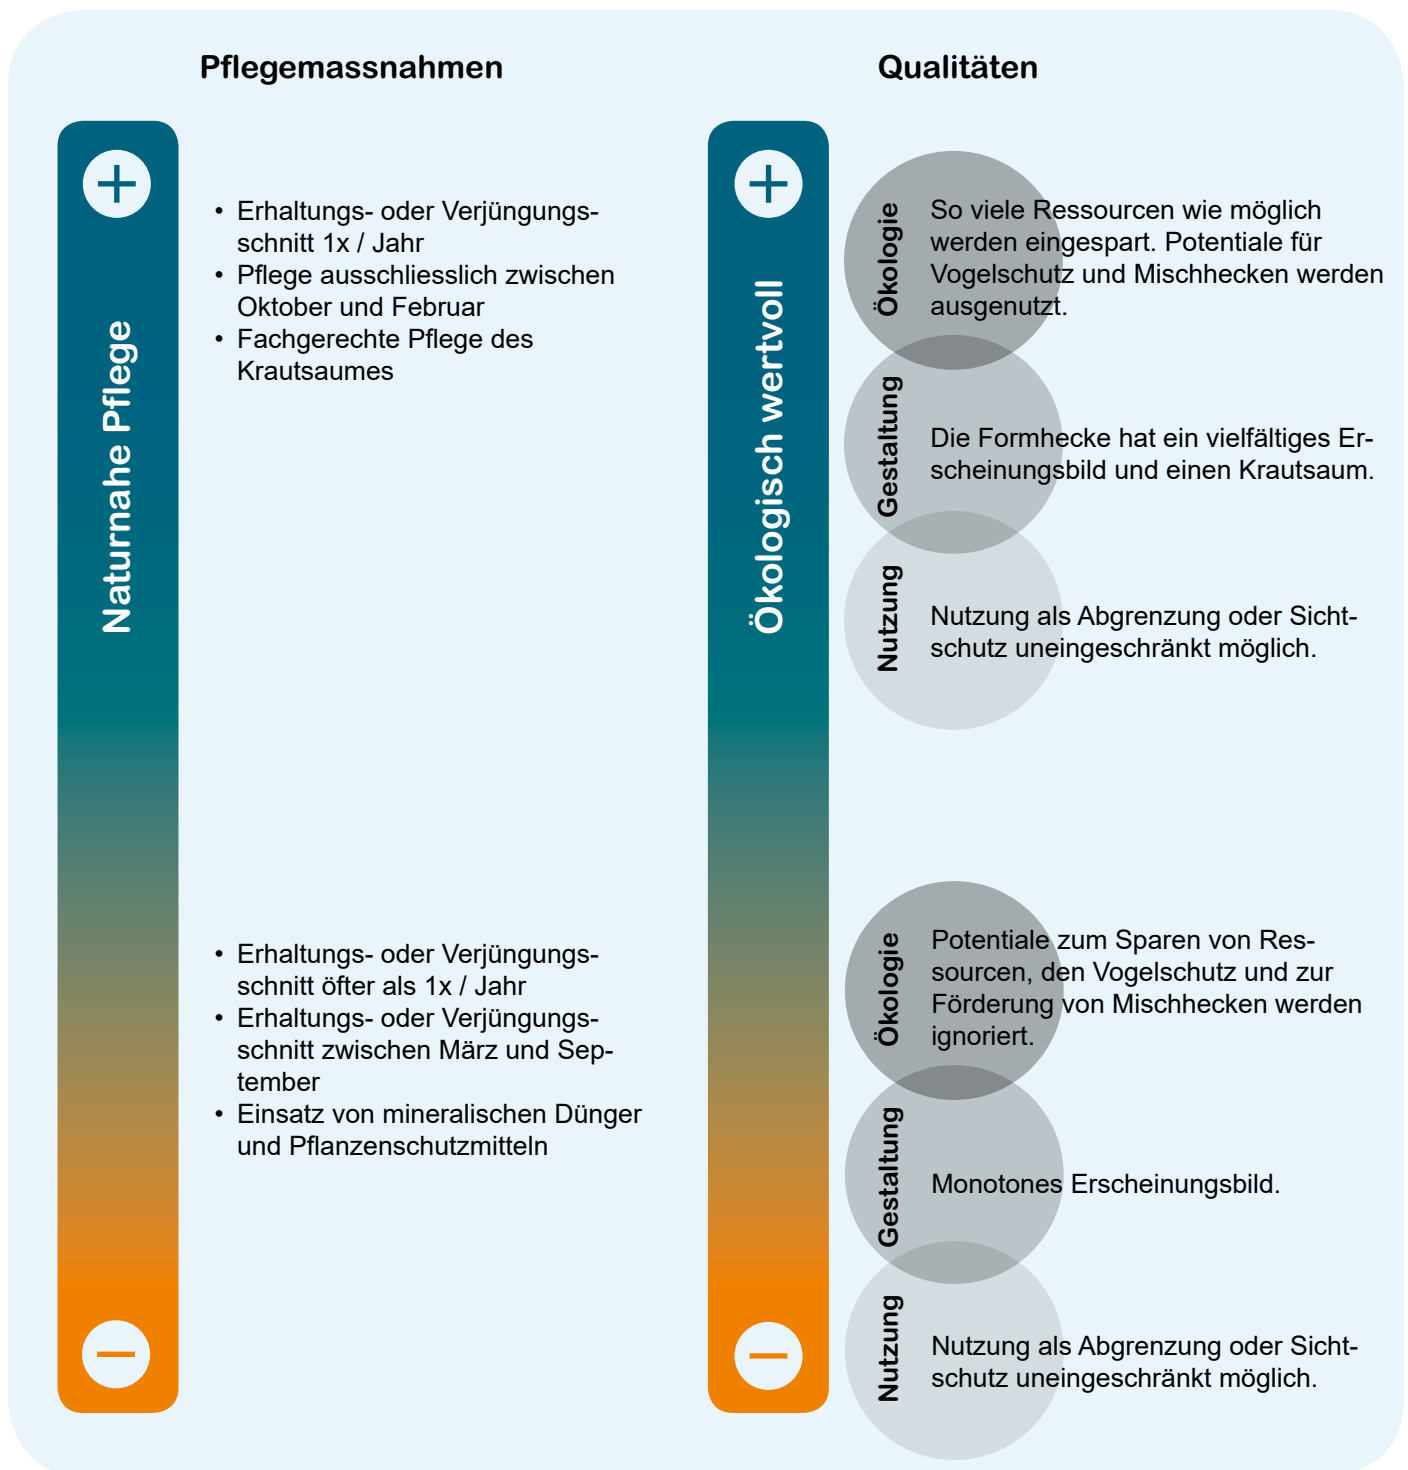 Pflegemassnahmen
Naturnahe Pflege
• Erhaltungs- oder Verjüngungs-
schnitt 1x / Jahr
• Pflege ausschliesslich zwischen
Oktober und Februar
• Fachgerechte Pflege des
Krautsaumes
• Erhaltungs- oder Verjüngungs-
schnitt öfter als 1x / Jahr
• Erhaltungs- oder Verjüngungs-
schnitt zwischen März und Sep-
tember
• Einsatz von mineralischen Dünger
und Pflanzenschutzmitteln
Qualitäten
Ökologisch wertvoll
Ökologie
So viele Ressourcen wie möglich
werden eingespart. Potentiale für
Vogelschutz und Mischhecken werden
ausgenutzt.
Gestaltung
Die Formhecke hat ein vielfältiges Er-
scheinungsbild und einen Krautsaum.
Nutzung
Nutzung als Abgrenzung oder Sicht-
schutz uneingeschränkt möglich.
Ökologie
Potentiale zum Sparen von Res-
sourcen, den Vogelschutz und zur
Förderung von Mischhecken werden
ignoriert.
Gestaltung
Monotones Erscheinungsbild.
Nutzung
Nutzung als Abgrenzung oder Sicht-
schutz uneingeschränkt möglich.